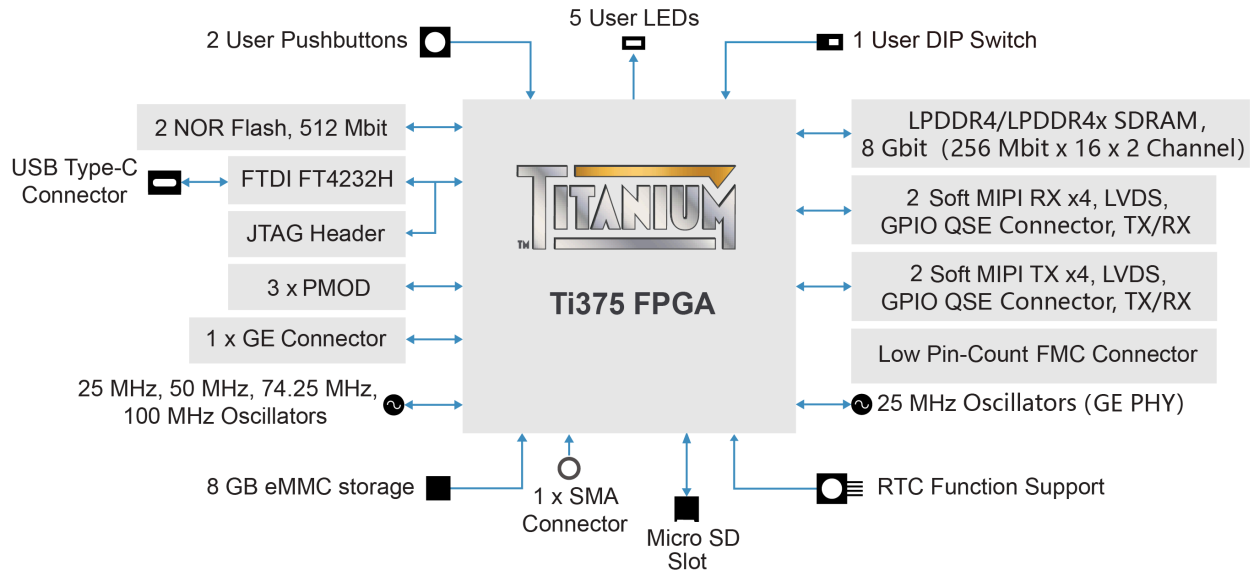 5 User LEDs
2 User Pushbuttons
1 User DIP Switch
2 NOR Flash, 512 Mbit
USB Type-C
Connector
FTDI FT4232H
JTAG Header
3 x PMOD
1 x GE Connector
25 MHz, 50 MHz, 74.25 MHz,
100 MHz Oscillators
TITANIUM
TM
Ti375 FPGA
LPDDR4/LPDDR4x SDRAM,
8 Gbit (256 Mbit x 16 x 2 Channel)
2 Soft MIPI RX x4, LVDS,
GPIO QSE Connector, TX/RX
2 Soft MIPI TX x4, LVDS,
GPIO QSE Connector, TX/RX
Low Pin-Count FMC Connector
25 MHz Oscillators (GE PHY)
8 GB eMMC storage
1 x SMA
Connector
Micro SD
Slot
RTC Function Support